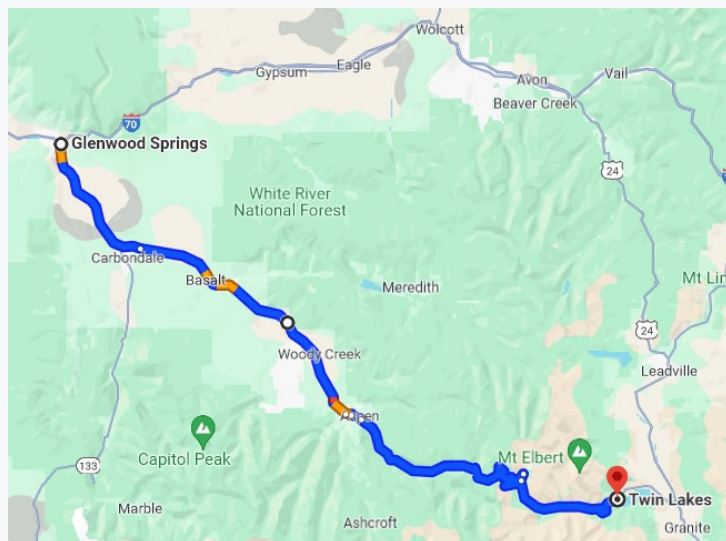 Wolcott
Eagle
Gypsum
Avon
Vail
Beaver Creek
70
Glenwood Springs
24
White River
National Forest
Carbondale
Basalt
Meredith
Mt Lin
24
Woody Creek
Leadville
Aspen
Capitol Peak
Mt Elbert
133
Twin Lakes
Marble
Ashcroft
Granite